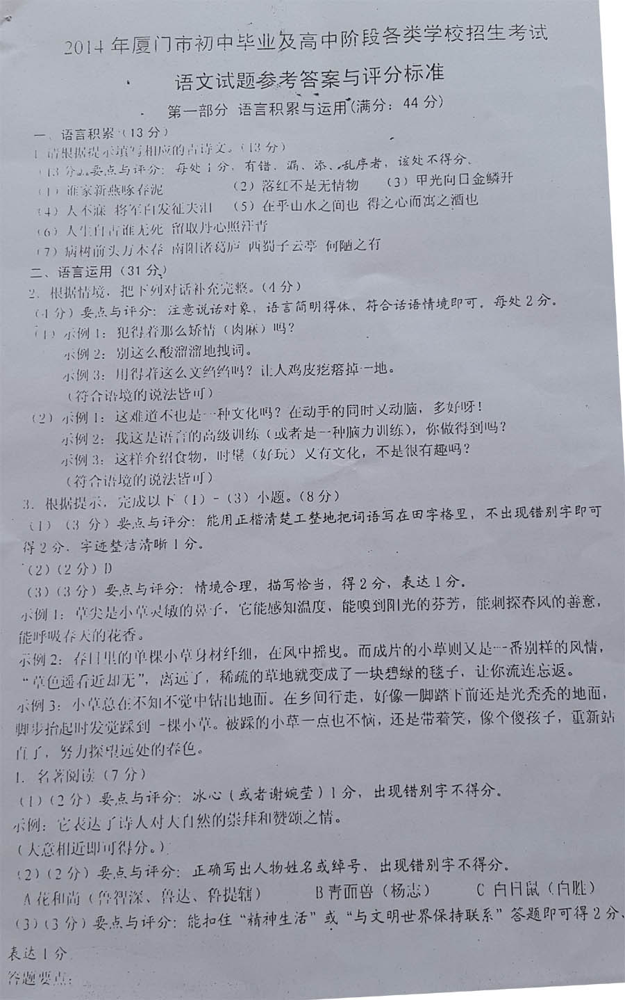 2014年厦门市初中毕业及高中阶段各类学校招生考试
语文试题参考答案与评分标准
第一部分 语言积累与运用(满分：44分)
一、语言积累（13分）
1.请根据提示填写相应的古诗文。（13分）
（13分）要点与评分：每处1分，有错、漏、添、乱序者，该处不得分。
（1）谁家新燕啄春泥 （2）落红不是无情物 （3）甲光向日金鳞开
（4）人不寐 将军白发征夫泪 （5）在乎山水之间也 得之心而寓之酒也
（6）人生自古谁无死 留取丹心照汗青
（7）病树前头万木春 南阳诸葛庐 西蜀子云亭 何陋之有
二、语言运用（31分）
2．根据情境，把下列对话补充完整。（4分）
（4分）要点与评分：注意说话对象，语言简明得体，符合话语情境即可。每处2分。
（1）示例1：犯得着那么矫情（肉麻）吗？
示例2：别这么酸溜溜地拽词。
示例3：用得着这么文绉绉吗？让人鸡皮疙瘩掉一地。
（符合语境的说法皆可）
（2）示例1：这难道不也是一种文化吗？在动手的同时又动脑，多好呀！
示例2：我这是语言的高级训练（或者是一种脑力训练），你做得到吗？
示例3：这样介绍食物，时髦（好玩）又有文化，不是很有趣吗？
（符合语境的说法皆可）
3．根据提示，完成以下（1）-（3）小题。（8分）
（1）（3分）要点与评分：能用正楷清楚工整地把词语写在田字格里，不出现错别字即可
得2分，字迹整洁清晰1分。
（2）（2分）D
（3）（3分）要点与评分：情境合理，描写恰当，得2分，表达1分。
示例1：草尖是小草灵敏的鼻子，它能感知温度，能嗅到阳光的芬芳，能刺探春风的善意，
能呼吸春天的花香。
示例2：春日里的单棵小草身材纤细，在风中摇曳。而成片的小草则又是一番别样的风情，
“草色遥看近却无”，离远了，稀疏的草地就变成了一块碧绿的毯子，让你流连忘返。
示例3：小草总在不知不觉中钻出地面。在乡间行走，好像一脚踏下前还是光秃秃的地面，
脚步抬起时发觉踩到一棵小草。被踩的小草一点也不恼，还是带着笑，像个傻孩子，重新站
直了，努力探望远处的春色。
4．名著阅读（7分）
（1）（2分）要点与评分：冰心（或者谢婉莹）1分，出现错别字不得分。
示例：它表达了诗人对大自然的崇拜和赞颂之情。
（大意相近即可得分。）
（2）（2分）要点与评分：正确写出人物姓名或绰号，出现错别字不得分。
A花和尚（鲁智深、鲁达、鲁提辖） B青面兽（杨志） C 白日鼠（白胜）
（3）（3分）要点与评分：能扣住“精神生活”或“与文明世界保持联系”答题即可得2分，
表达1分
答题要点：